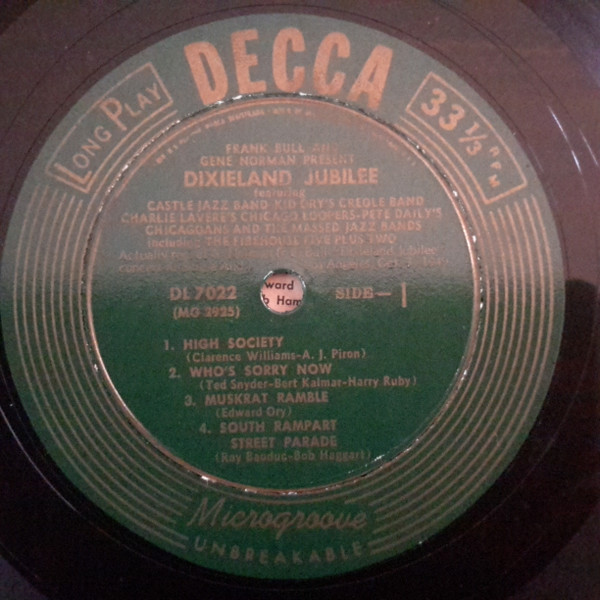 DECCA
LONG PLAY
33 1/3 RPM
FRANK BULL AND
GENE NORMAN PRESENT
DIXIELAND JUBILEE
featuring
CASTLE JAZZ BAND-KID ORY'S CREOLE BAND
CHARLIE LAVERE'S CHICAGO LOOPERS-PETE DAILY'S
CHICAGOANS AND THE MASSED JAZZ BANDS
including THE FIREHOUSE FIVE PLUS TWO
DL 7022
SIDE-1
(MG 2925)
ward
b Ham
1. HIGH SOCIETY
(Clarence Williams-A. J. Piron)
2. WHO'S SORRY NOW
(Ted Snyder-Bert Kalmar-Harry Ruby)
3. MUSKRAT RAMBLE
(Edward Ory)
4. SOUTH RAMPART
STREET PARADE
(Ray Bauduc-Bob Haggart)
Microgroove
UNBREAKABLE